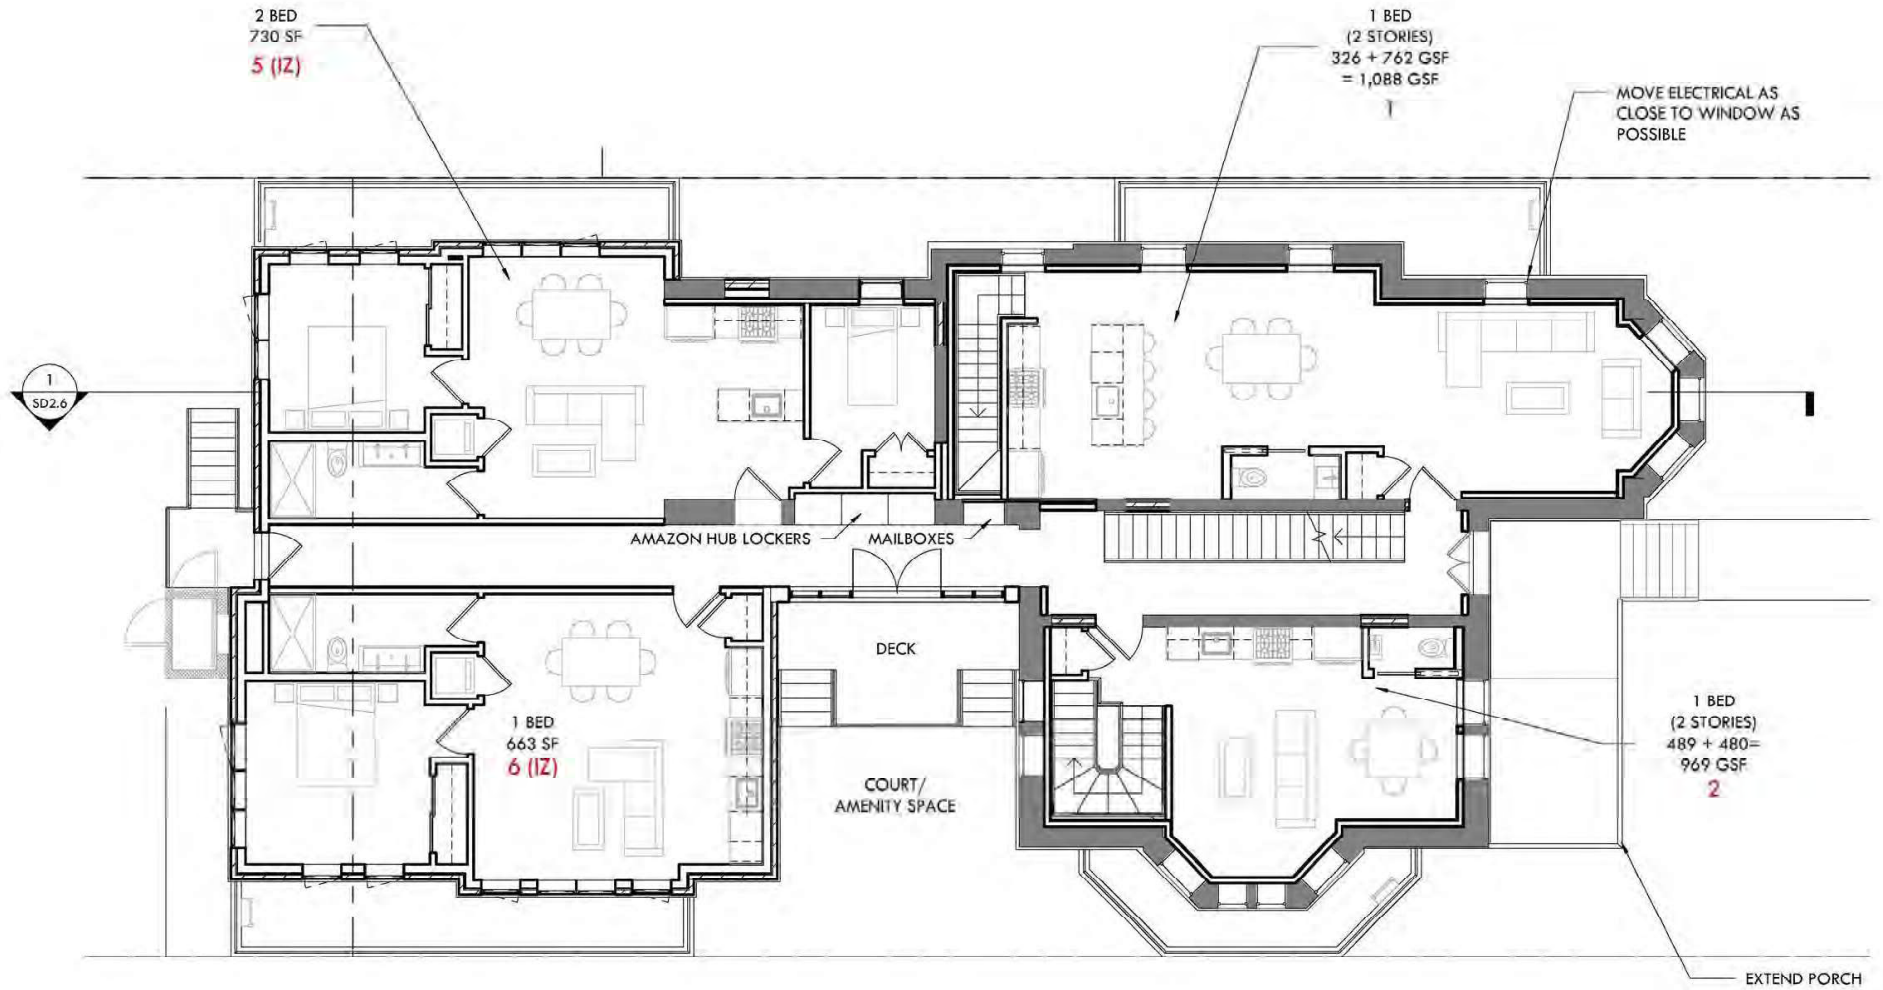 2 BED
730 SF
5 (IZ)
1 BED
(2 STORIES)
326 + 762 GSF
= 1,088 GSF
1
MOVE ELECTRICAL AS
CLOSE TO WINDOW AS
POSSIBLE
1
SD2.6
AMAZON HUB LOCKERS
MAILBOXES
DECK
1 BED
663 SF
6 (IZ)
COURT/
AMENITY SPACE
1 BED
(2 STORIES)
489 + 480=
969 GSF
2
EXTEND PORCH